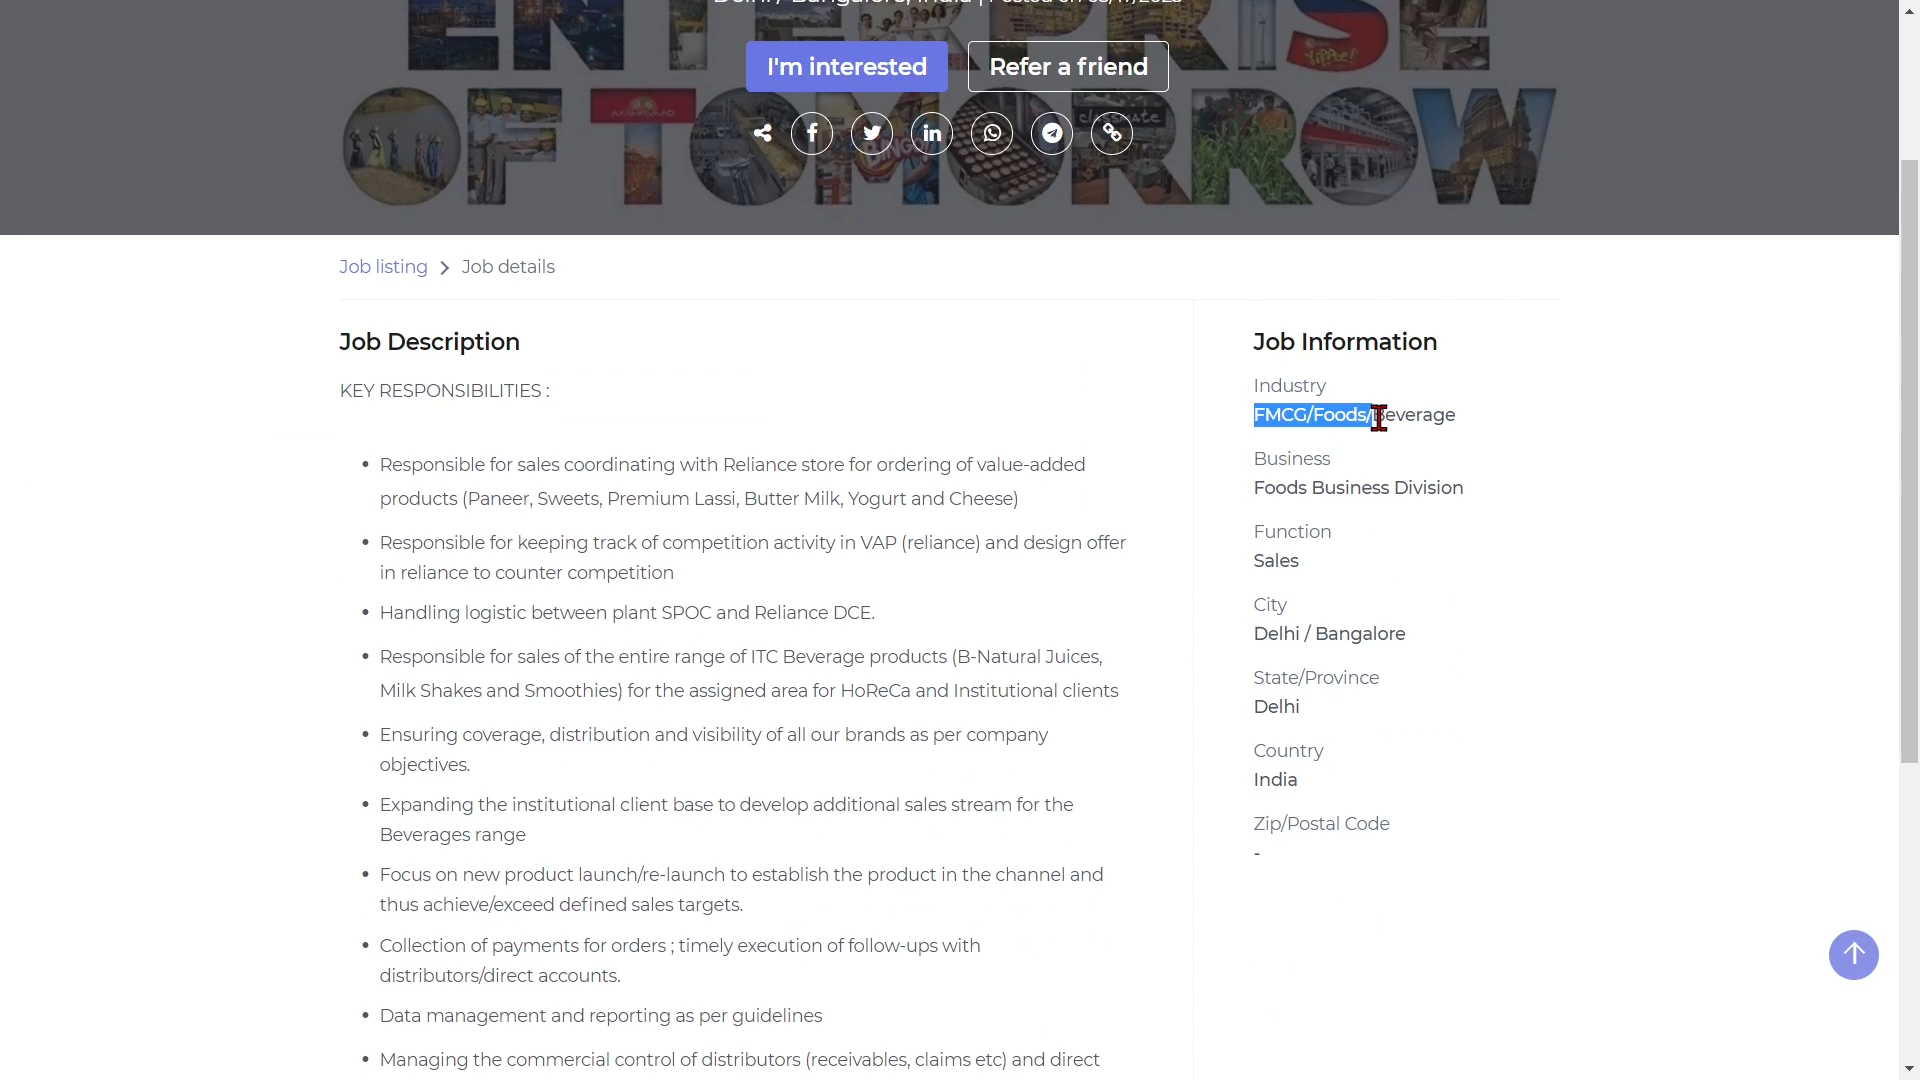 ENTERPRISE
I'm interested
Refer a friend
OF TOMORROW
Job listing > Job details
Job Description
KEY RESPONSIBILITIES :
• Responsible for sales coordinating with Reliance store for ordering of value-added
products (Paneer, Sweets, Premium Lassi, Butter Milk, Yogurt and Cheese)
• Responsible for keeping track of competition activity in VAP (reliance) and design offer
in reliance to counter competition
• Handling logistic between plant SPOC and Reliance DCE.
• Responsible for sales of the entire range of ITC Beverage products (B-Natural Juices,
Milk Shakes and Smoothies) for the assigned area for HoReCa and Institutional clients
• Ensuring coverage, distribution and visibility of all our brands as per company
objectives.
• Expanding the institutional client base to develop additional sales stream for the
Beverages range
• Focus on new product launch/re-launch to establish the product in the channel and
thus achieve/exceed defined sales targets.
• Collection of payments for orders ; timely execution of follow-ups with
distributors/direct accounts.
• Data management and reporting as per guidelines
• Managing the commercial control of distributors (receivables, claims etc) and direct
Job Information
Industry
FMCG/Foods/Beverage
Business
Foods Business Division
Function
Sales
City
Delhi / Bangalore
State/Province
Delhi
Country
India
Zip/Postal Code
-